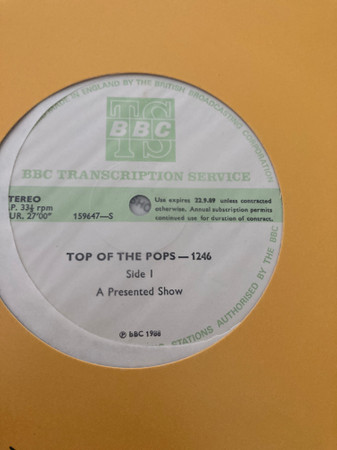 MADE IN ENGLAND BY THE BRITISH BROADCASTING CORPORATION
TS
BBC
BBC TRANSCRIPTION SERVICE
TEREO
.P. 33⅓ rpm
UR. 27'00"
159647—S
Use expires 22.9.89 unless contracted
otherwise. Annual subscription permits
continued use for duration of contract.
TOP OF THE POPS — 1246
Side 1
A Presented Show
℗ BBC 1988
STATIONS AUTHORISED BY THE BBC